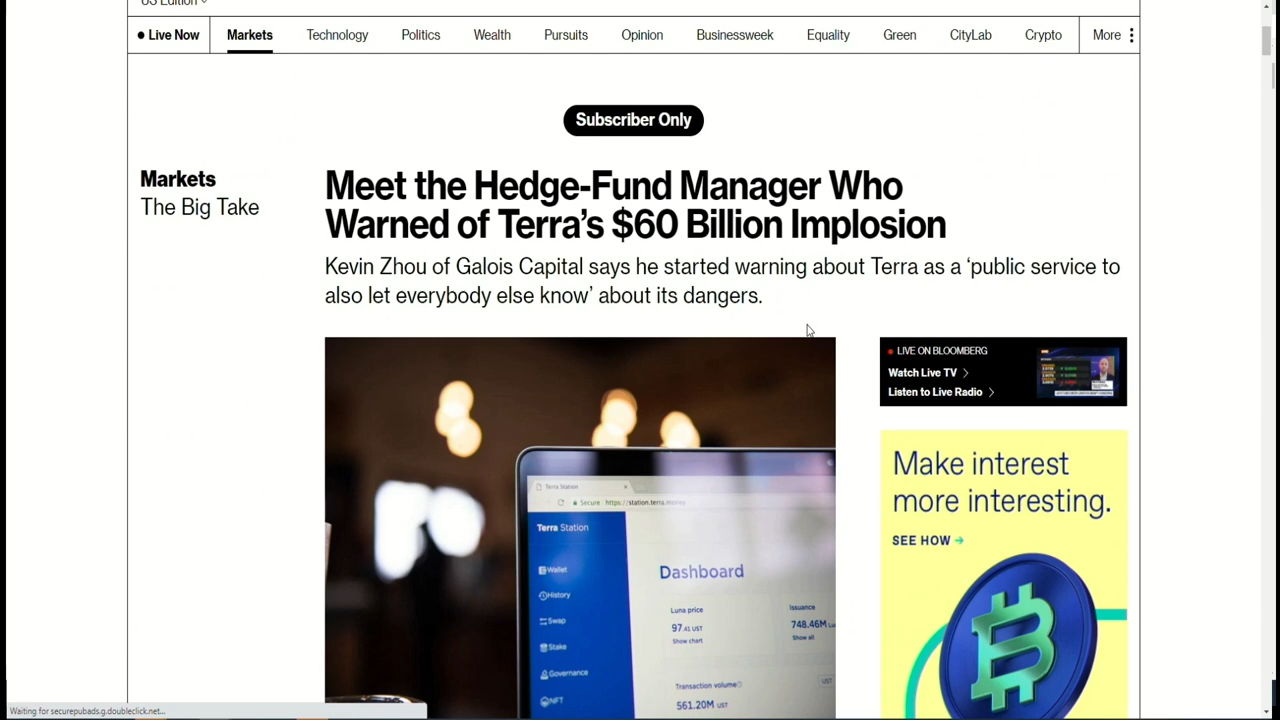 US Edition
Live Now
Markets
Technology
Politics
Wealth
Pursuits
Opinion
Businessweek
Equality
Green
CityLab
Crypto
More
Subscriber Only
Markets
The Big Take
Meet the Hedge-Fund Manager Who
Warned of Terra’s $60 Billion Implosion
Kevin Zhou of Galois Capital says he started warning about Terra as a ‘public service to
also let everybody else know’ about its dangers.
LIVE ON BLOOMBERG
Watch Live TV
Listen to Live Radio
Make interest
more interesting.
SEE HOW →
Terra Station
Secure https://station.terra.money
Terra Station
Wallet
History
Swap
Stake
Governance
NFT
Dashboard
Luna price
97.41 UST
Show chart
Issuance
748.46M
Show all
Transaction volume
UST
561.20M UST
Waiting for securepubads.g.doubleclick.net...